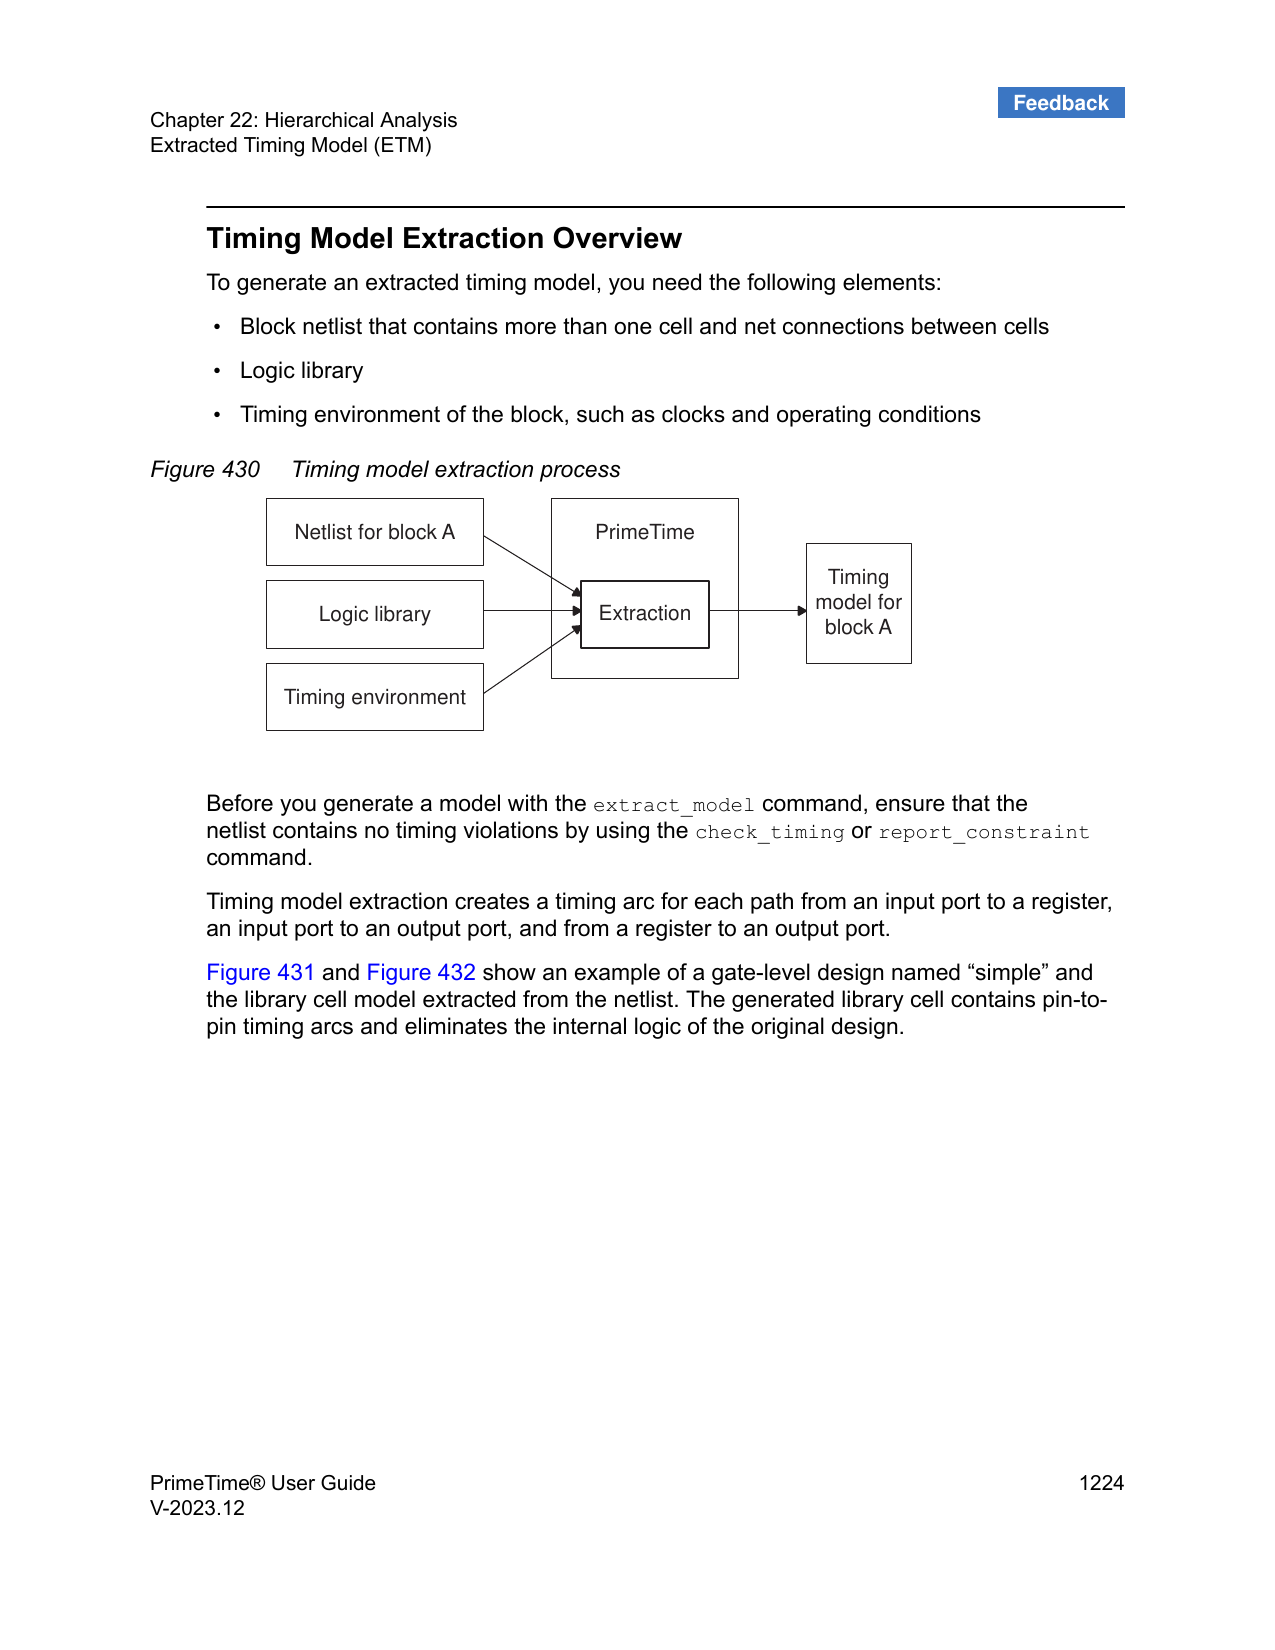 Feedback
Chapter 22: Hierarchical Analysis
Extracted Timing Model (ETM)
Timing Model Extraction Overview
To generate an extracted timing model, you need the following elements:
• Block netlist that contains more than one cell and net connections between cells
• Logic library
• Timing environment of the block, such as clocks and operating conditions
Figure 430 Timing model extraction process
Netlist for block A
Logic library
Timing environment
PrimeTime
Extraction
Timing
model for
block A
Before you generate a model with the extract_model command, ensure that the
netlist contains no timing violations by using the check_timing or report_constraint
command.
Timing model extraction creates a timing arc for each path from an input port to a register,
an input port to an output port, and from a register to an output port.
Figure 431 and Figure 432 show an example of a gate-level design named “simple” and
the library cell model extracted from the netlist. The generated library cell contains pin-to-
pin timing arcs and eliminates the internal logic of the original design.
PrimeTime® User Guide 1224
V-2023.12